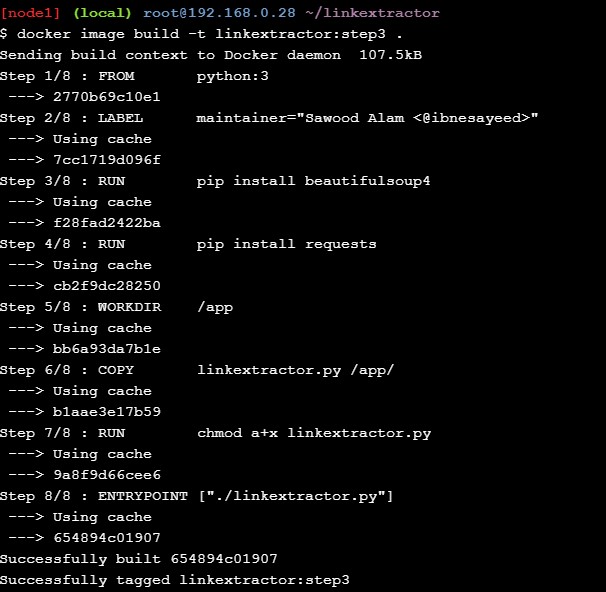 [node1] (local) root@192.168.0.28 ~/linkextractor
$ docker image build -t linkextractor:step3 .
Sending build context to Docker daemon  107.5kB
Step 1/8 : FROM       python:3
 ---> 2770b69c10e1
Step 2/8 : LABEL      maintainer="Sawood Alam <@ibnesayeed>"
 ---> Using cache
 ---> 7cc1719d096f
Step 3/8 : RUN        pip install beautifulsoup4
 ---> Using cache
 ---> f28fad2422ba
Step 4/8 : RUN        pip install requests
 ---> Using cache
 ---> cb2f9dc28250
Step 5/8 : WORKDIR    /app
 ---> Using cache
 ---> bb6a93da7b1e
Step 6/8 : COPY       linkextractor.py /app/
 ---> Using cache
 ---> b1aae3e17b59
Step 7/8 : RUN        chmod a+x linkextractor.py
 ---> Using cache
 ---> 9a8f9d66cee6
Step 8/8 : ENTRYPOINT ["./linkextractor.py"]
 ---> Using cache
 ---> 654894c01907
Successfully built 654894c01907
Successfully tagged linkextractor:step3